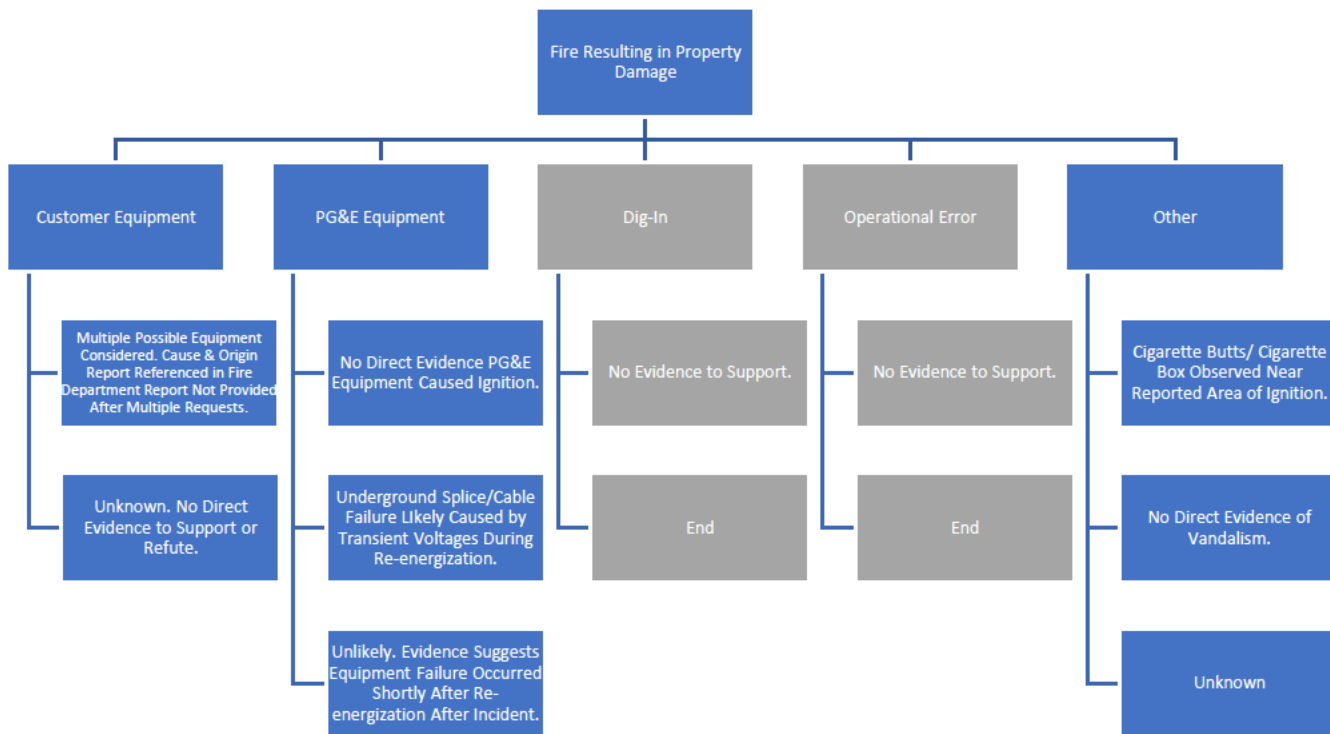 Fire Resulting in Property
Damage
Customer Equipment
PG&E Equipment
Dig-In
Operational Error
Other
Multiple Possible Equipment
Considered. Cause & Origin
Report Referenced in Fire
Department Report Not Provided
After Multiple Requests.
No Direct Evidence PG&E
Equipment Caused Ignition.
No Evidence to Support.
No Evidence to Support.
Cigarette Butts/ Cigarette
Box Observed Near
Reported Area of Ignition.
Unknown. No Direct
Evidence to Support or
Refute.
Underground Splice/Cable
Failure LIkely Caused by
Transient Voltages During
Re-energization.
End
End
No Direct Evidence of
Vandalism.
Unlikely. Evidence Suggests
Equipment Failure Occurred
Shortly After Re-
energization After Incident.
Unknown